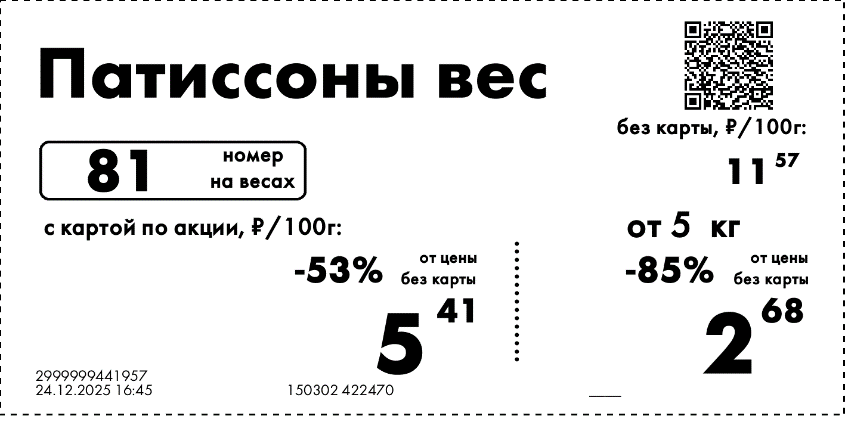 Патиссоны вес
без карты, ₽/100г:
11 57
81 номер
на весах
с картой по акции, ₽/100г:
-53% от цены
без карты
5 41
от 5 кг
-85% от цены
без карты
2 68
2999999441957
24.12.2025 16:45
150302 422470